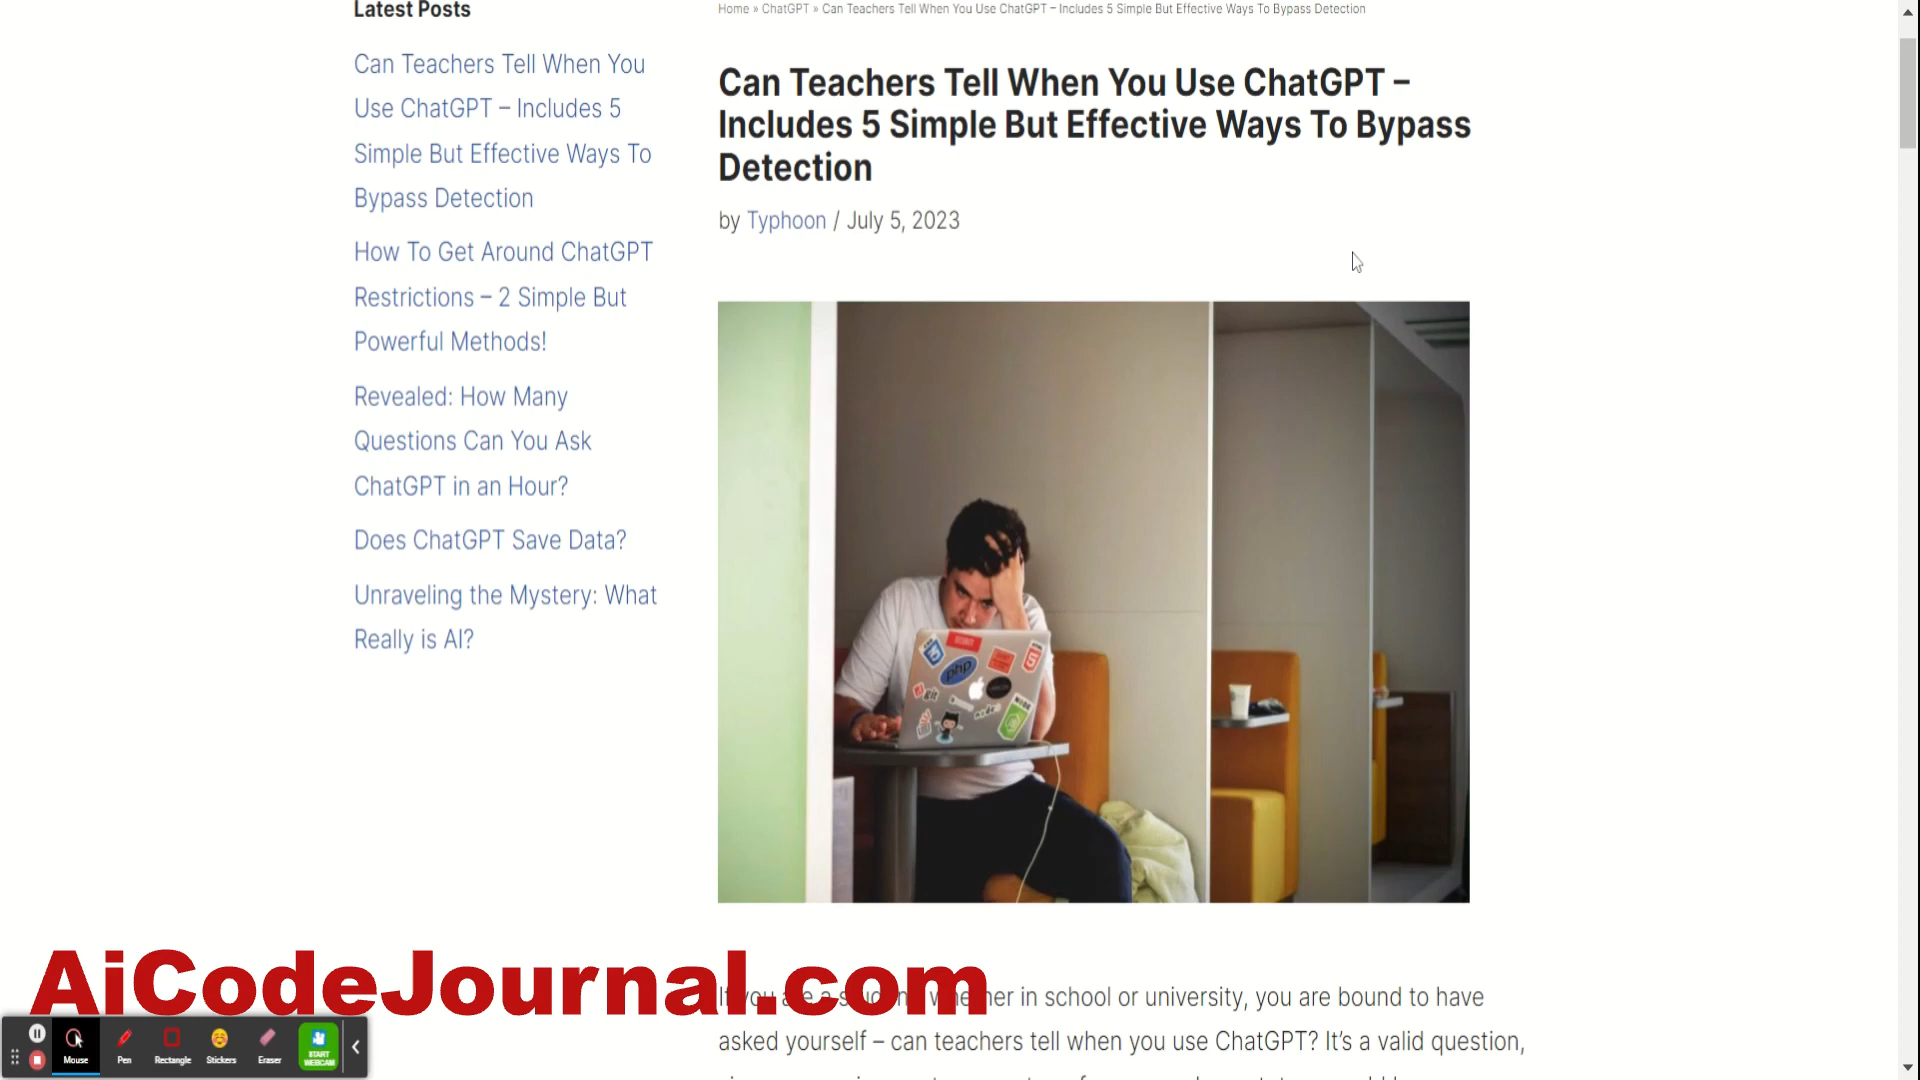 Latest Posts
Can Teachers Tell When You
Use ChatGPT – Includes 5
Simple But Effective Ways To
Bypass Detection
How To Get Around ChatGPT
Restrictions – 2 Simple But
Powerful Methods!
Revealed: How Many
Questions Can You Ask
ChatGPT in an Hour?
Does ChatGPT Save Data?
Unraveling the Mystery: What
Really is AI?
Home » ChatGPT » Can Teachers Tell When You Use ChatGPT – Includes 5 Simple But Effective Ways To Bypass Detection
Can Teachers Tell When You Use ChatGPT –
Includes 5 Simple But Effective Ways To Bypass
Detection
by Typhoon / July 5, 2023
php
git
node
NODE
AiCodeJournal.com
in school or university, you are bound to have
asked yourself – can teachers tell when you use ChatGPT? It's a valid question,
Mouse
Pen
Rectangle
Stickers
Eraser
START
WEBCAM